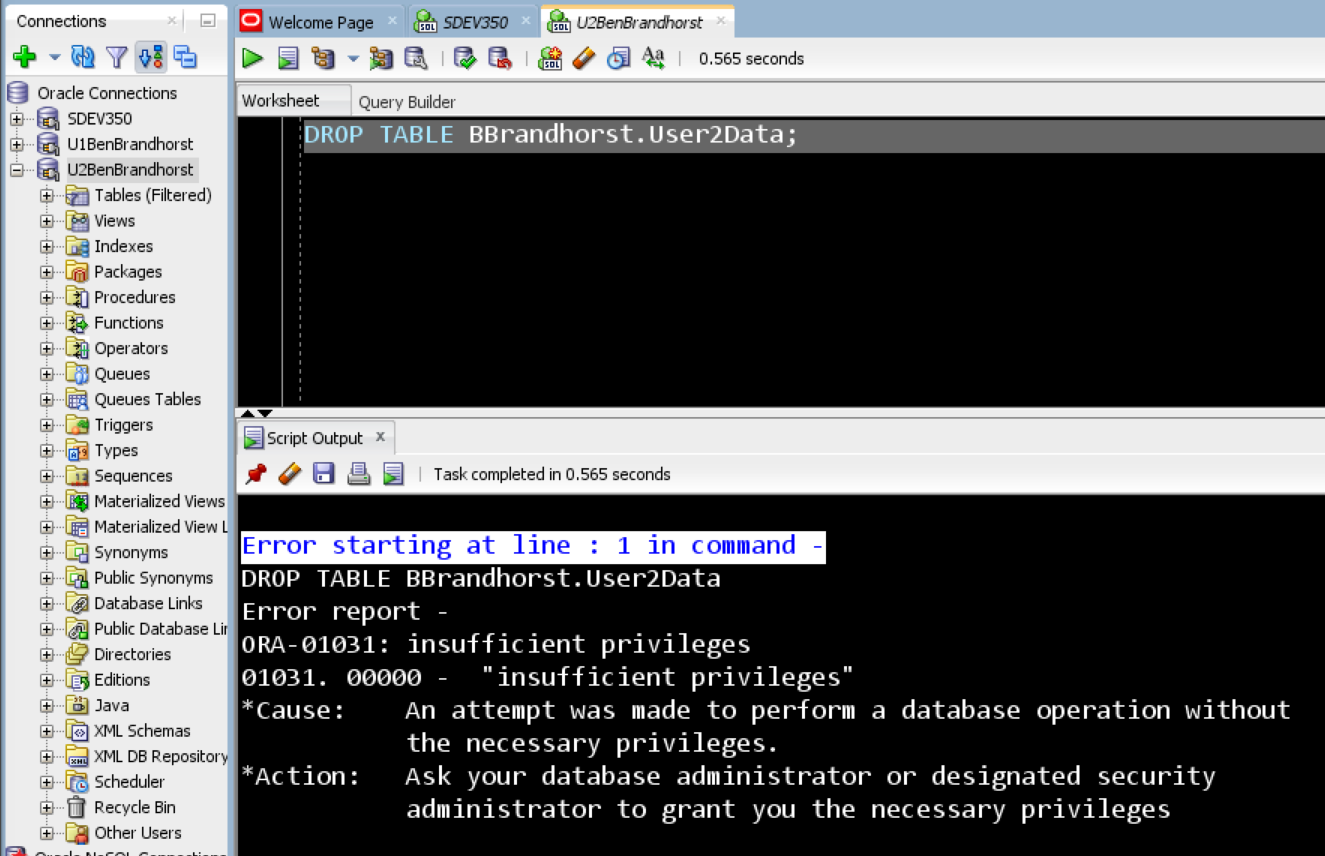 Connections
Welcome Page
SDEV350
U2BenBrandhorst
0.565 seconds
Oracle Connections
SDEV350
U1BenBrandhorst
U2BenBrandhorst
Tables (Filtered)
Views
Indexes
Packages
Procedures
Functions
Operators
Queues
Queues Tables
Triggers
Types
Sequences
Materialized Views
Materialized View L
Synonyms
Public Synonyms
Database Links
Public Database Lin
Directories
Editions
Java
XML Schemas
XML DB Repository
Scheduler
Recycle Bin
Other Users
Oracle NoSQL Connections
Worksheet
Query Builder
DROP TABLE BBrandhorst.User2Data;
Script Output
Task completed in 0.565 seconds
Error starting at line : 1 in command -
DROP TABLE BBrandhorst.User2Data
Error report -
ORA-01031: insufficient privileges
01031. 00000 - "insufficient privileges"
*Cause: An attempt was made to perform a database operation without
the necessary privileges.
*Action: Ask your database administrator or designated security
administrator to grant you the necessary privileges